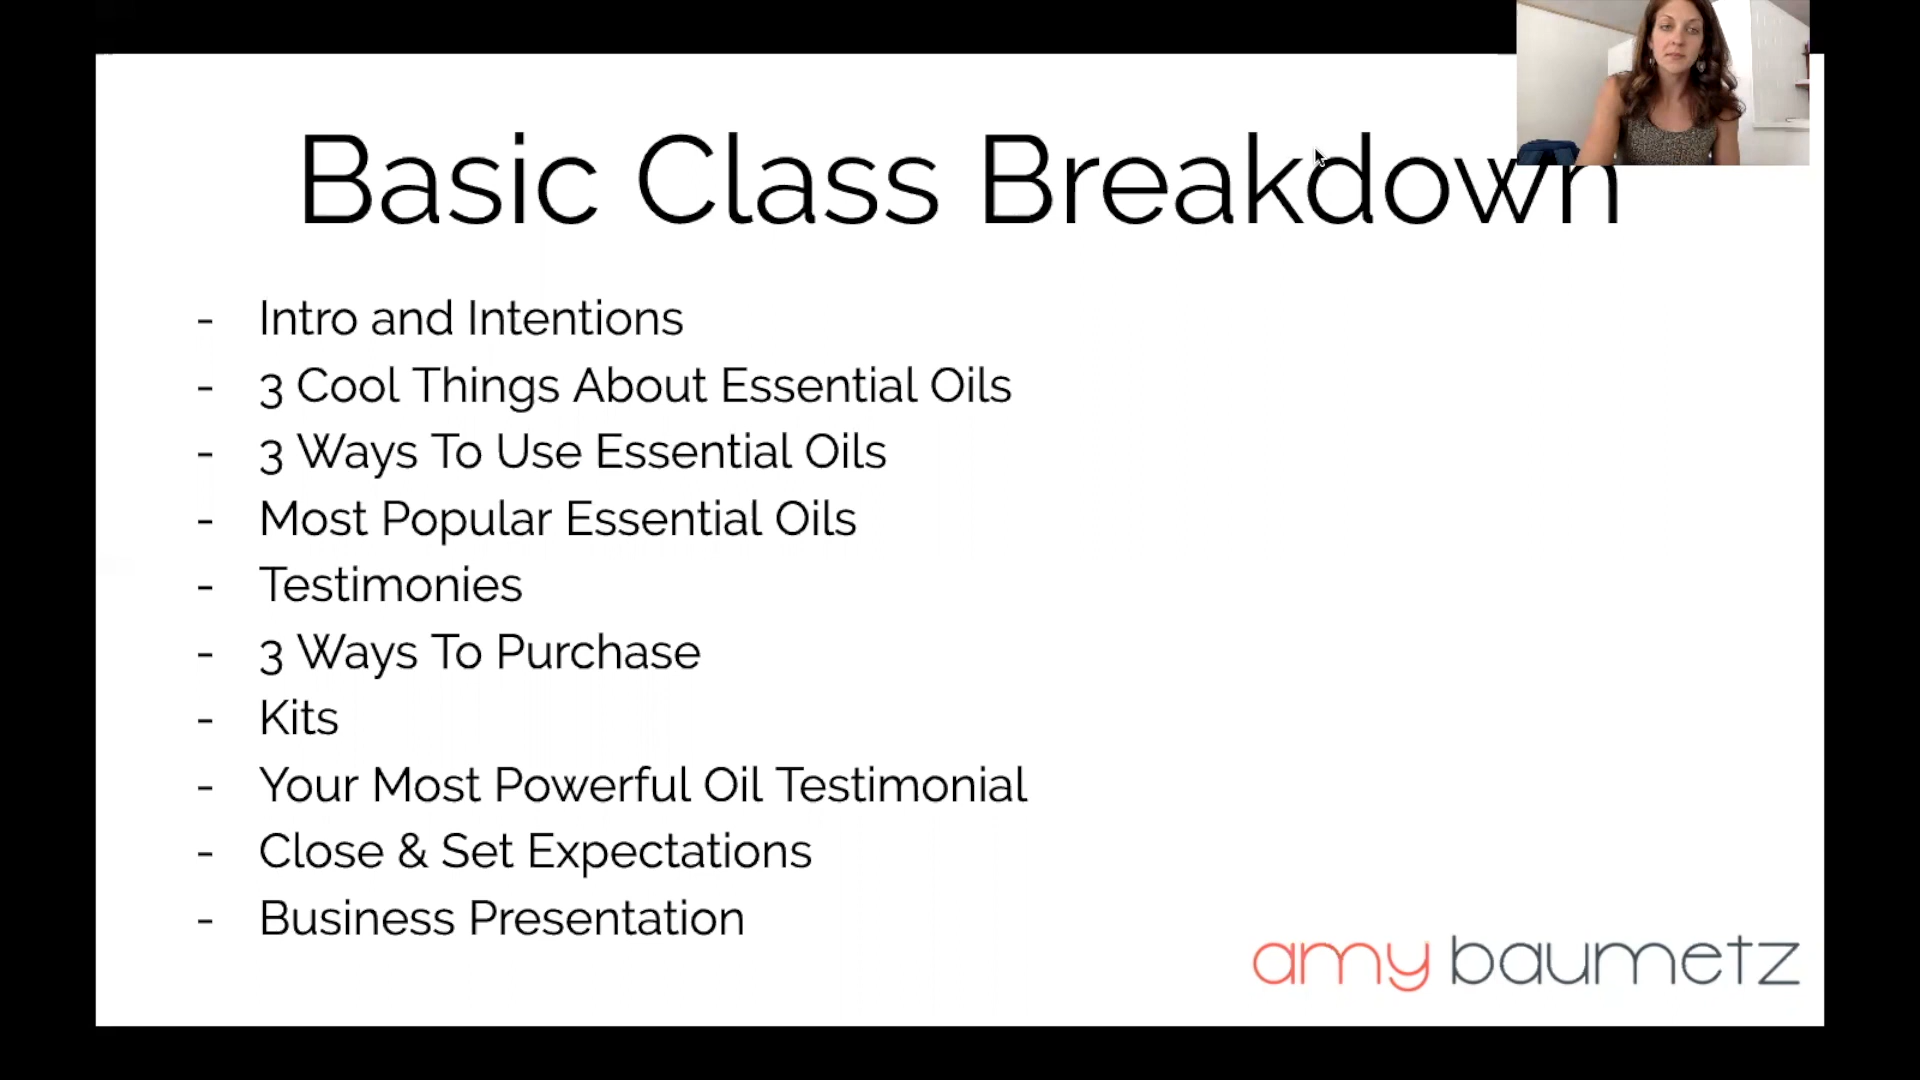 Basic Class Breakdown
- Intro and Intentions
- 3 Cool Things About Essential Oils
- 3 Ways To Use Essential Oils
- Most Popular Essential Oils
- Testimonies
- 3 Ways To Purchase
- Kits
- Your Most Powerful Oil Testimonial
- Close & Set Expectations
- Business Presentation
amy baumetz